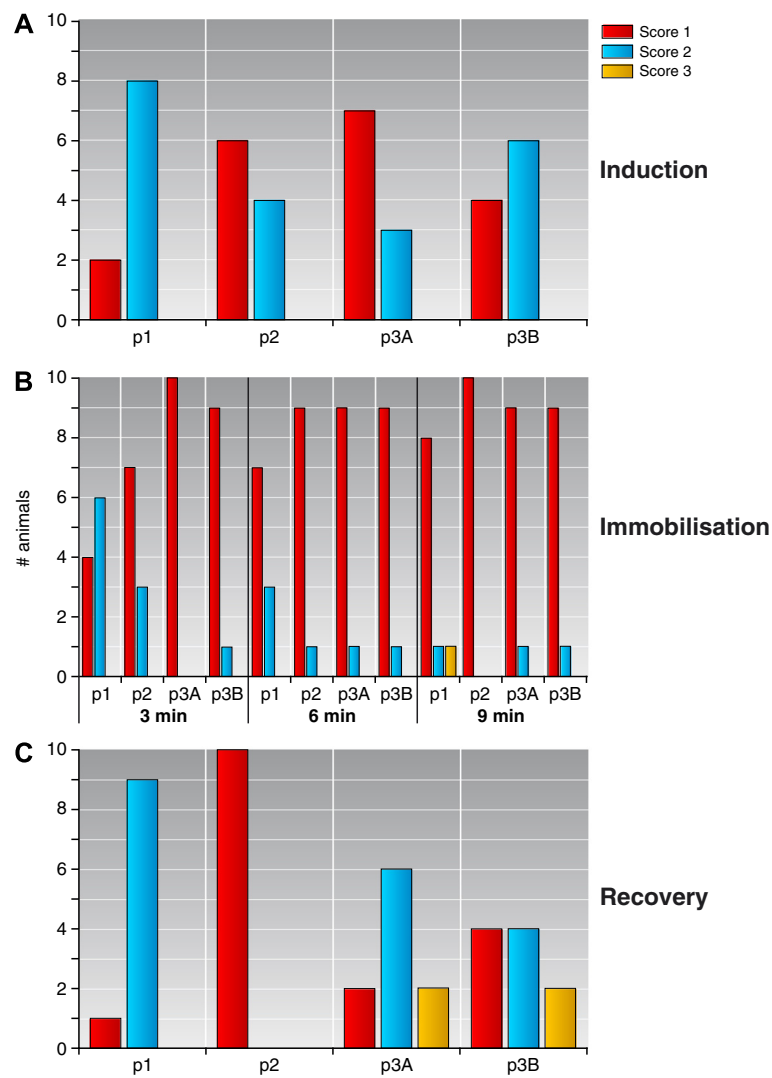 A
10
8
6
4
2
0
p1 p2 p3A p3B
Score 1
Score 2
Score 3
Induction
B
10
8
6
4
2
0
# animals
p1 p2 p3A p3B p1 p2 p3A p3B p1 p2 p3A p3B
3 min 6 min 9 min
Immobilisation
C
10
8
6
4
2
0
p1 p2 p3A p3B
Recovery